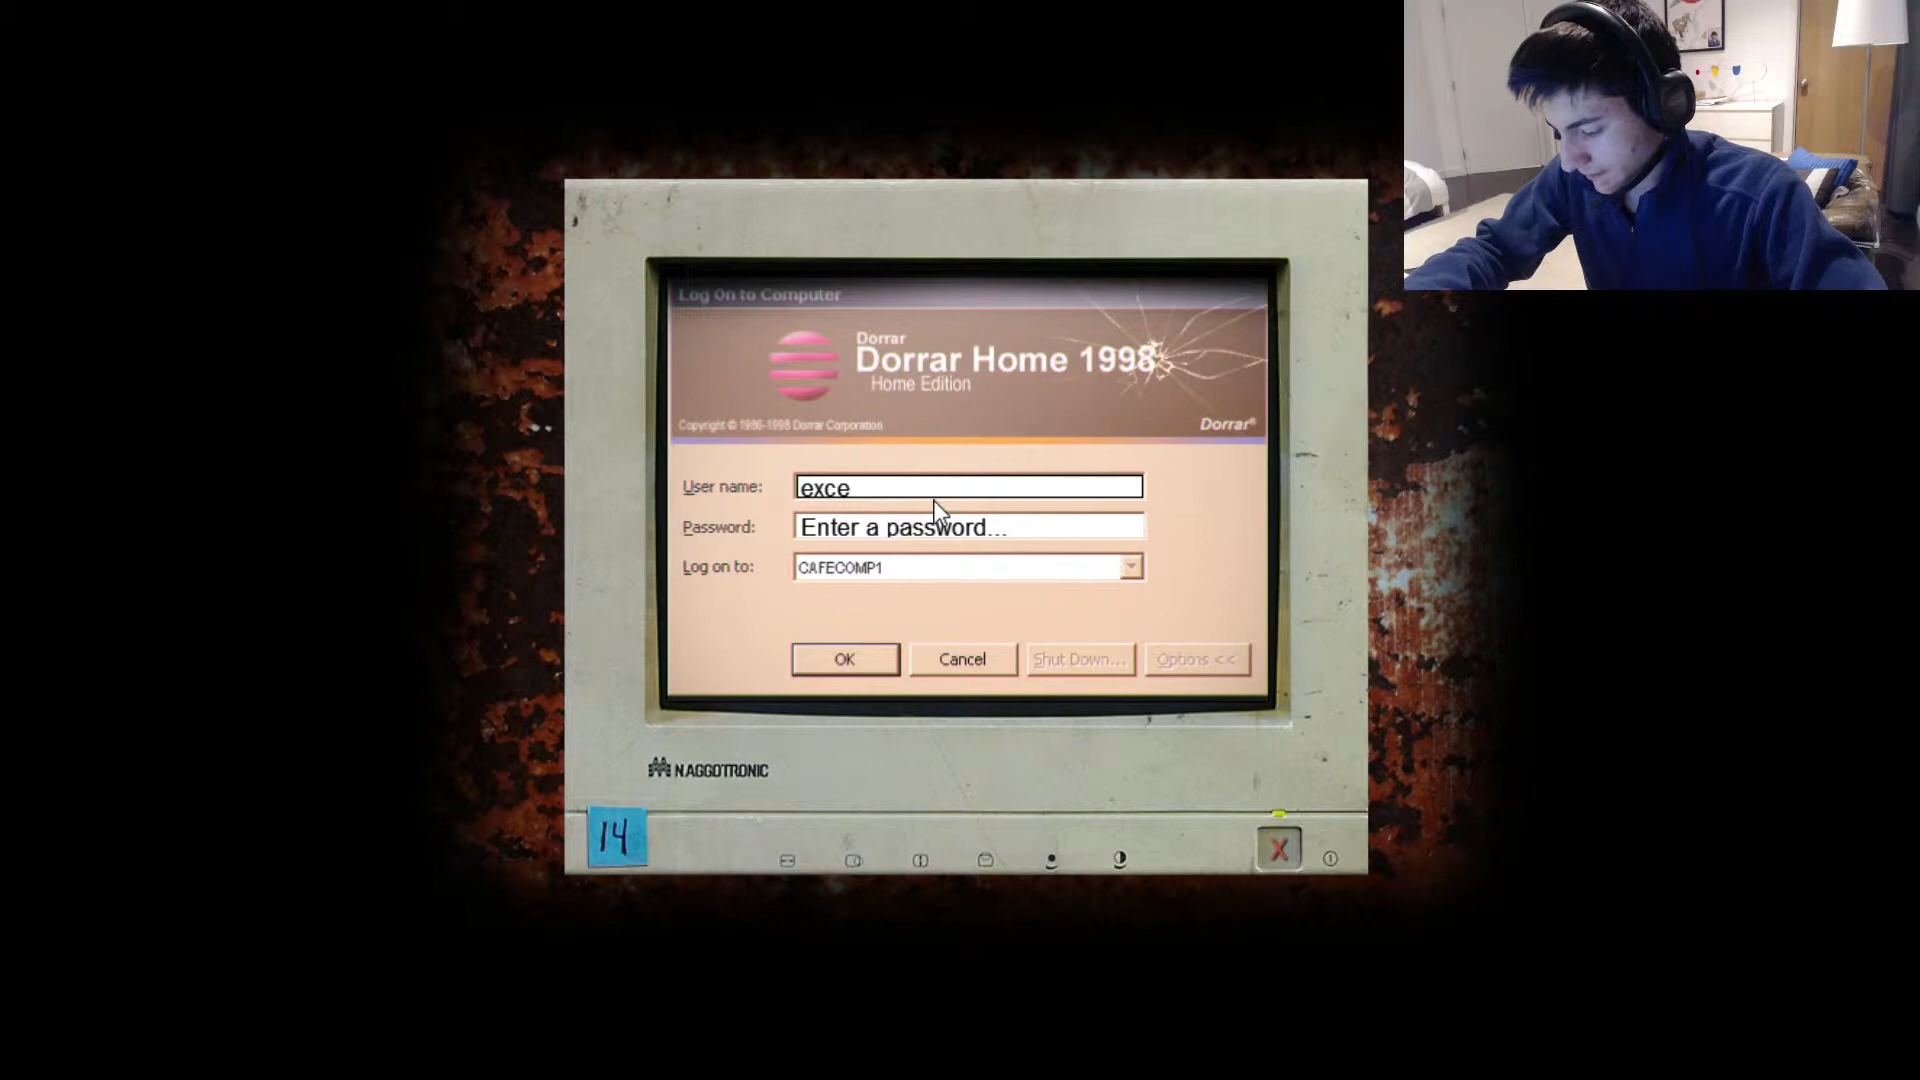 Log On to Computer
Dorrar
Dorrar Home 1998
Home Edition
Copyright © 1986-1998 Dorrar Corporation
Dorrar®
User name: exce
Password: Enter a password...
Log on to: CAFECOMP1
OK Cancel Shut Down... Options <<
NAGGOTRONIC
14
X